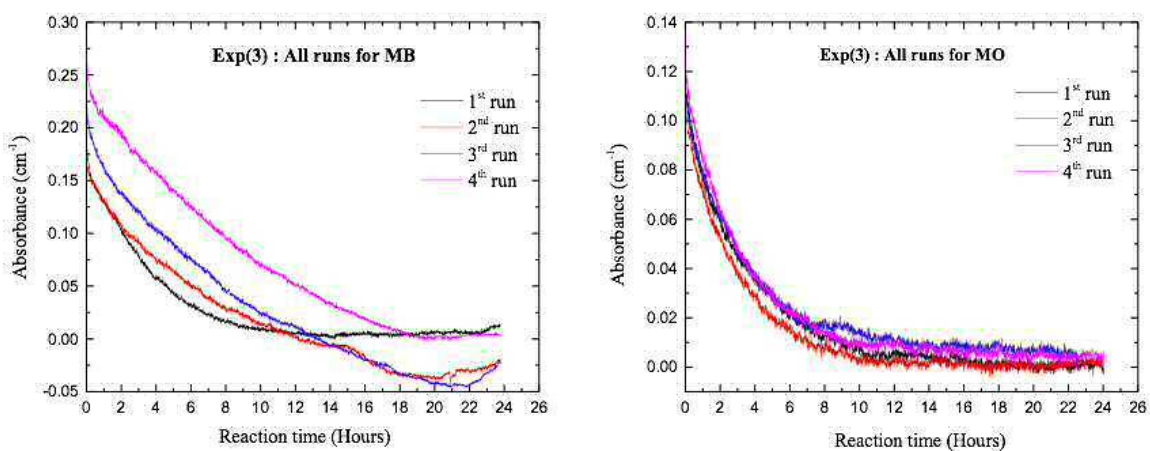 Exp(3) : All runs for MB
1st run
2nd run
3rd run
4th run
0.30
0.25
0.20
0.15
0.10
0.05
0.00
-0.05
Absorbance (cm-1)
0 2 4 6 8 10 12 14 16 18 20 22 24 26
Reaction time (Hours)
Exp(3) : All runs for MO
1st run
2nd run
3rd run
4th run
0.14
0.12
0.10
0.08
0.06
0.04
0.02
0.00
Absorbance (cm-1)
0 2 4 6 8 10 12 14 16 18 20 22 24 26
Reaction time (Hours)